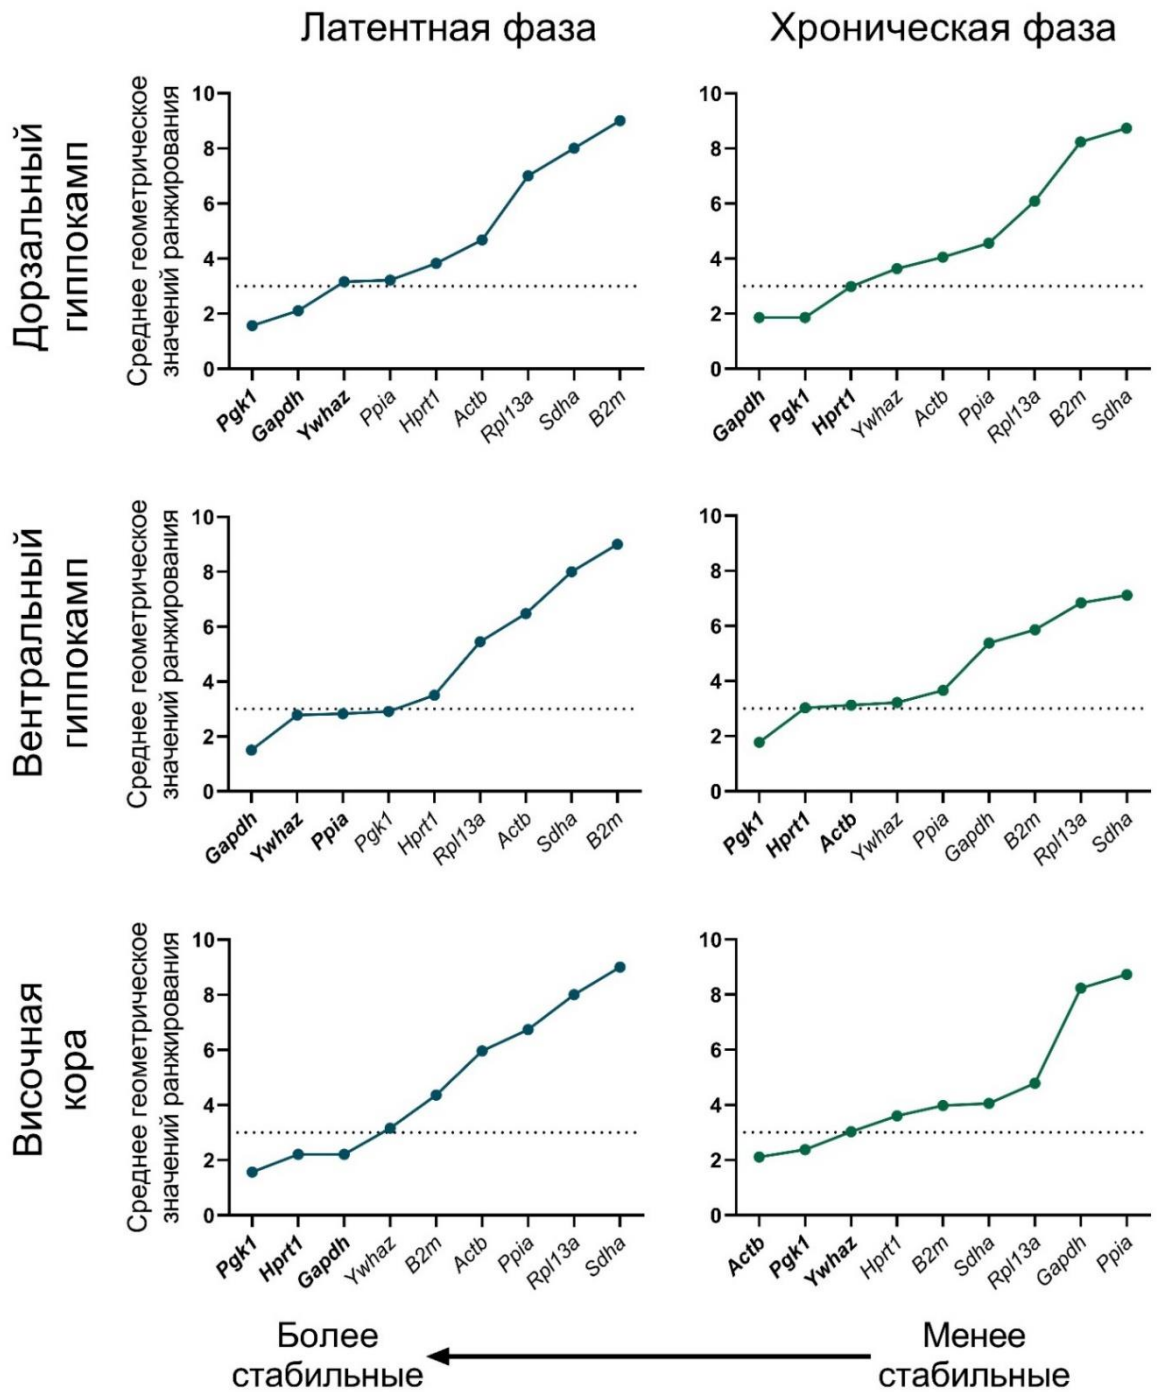 Латентная фаза
Хроническая фаза
Дорзальный
гиппокамп
Среднее геометрическое
значений ранжирования
10
8
6
4
2
0
Pgk1 Gapdh Ywhaz Ppia Hprt1 Actb Rpl13a Sdha B2m
10
8
6
4
2
0
Gapdh Pgk1 Hprt1 Ywhaz Actb Ppia Rpl13a B2m Sdha
Вентральный
гиппокамп
Среднее геометрическое
значений ранжирования
10
8
6
4
2
0
Gapdh Ywhaz Ppia Pgk1 Hprt1 Rpl13a Actb Sdha B2m
10
8
6
4
2
0
Pgk1 Hprt1 Actb Ywhaz Ppia Gapdh B2m Rpl13a Sdha
Височная
кора
Среднее геометрическое
значений ранжирования
10
8
6
4
2
0
Pgk1 Hprt1 Gapdh Ywhaz B2m Actb Ppia Rpl13a Sdha
10
8
6
4
2
0
Actb Pgk1 Ywhaz Hprt1 B2m Sdha Rpl13a Gapdh Ppia
Более
стабильные
Менее
стабильные